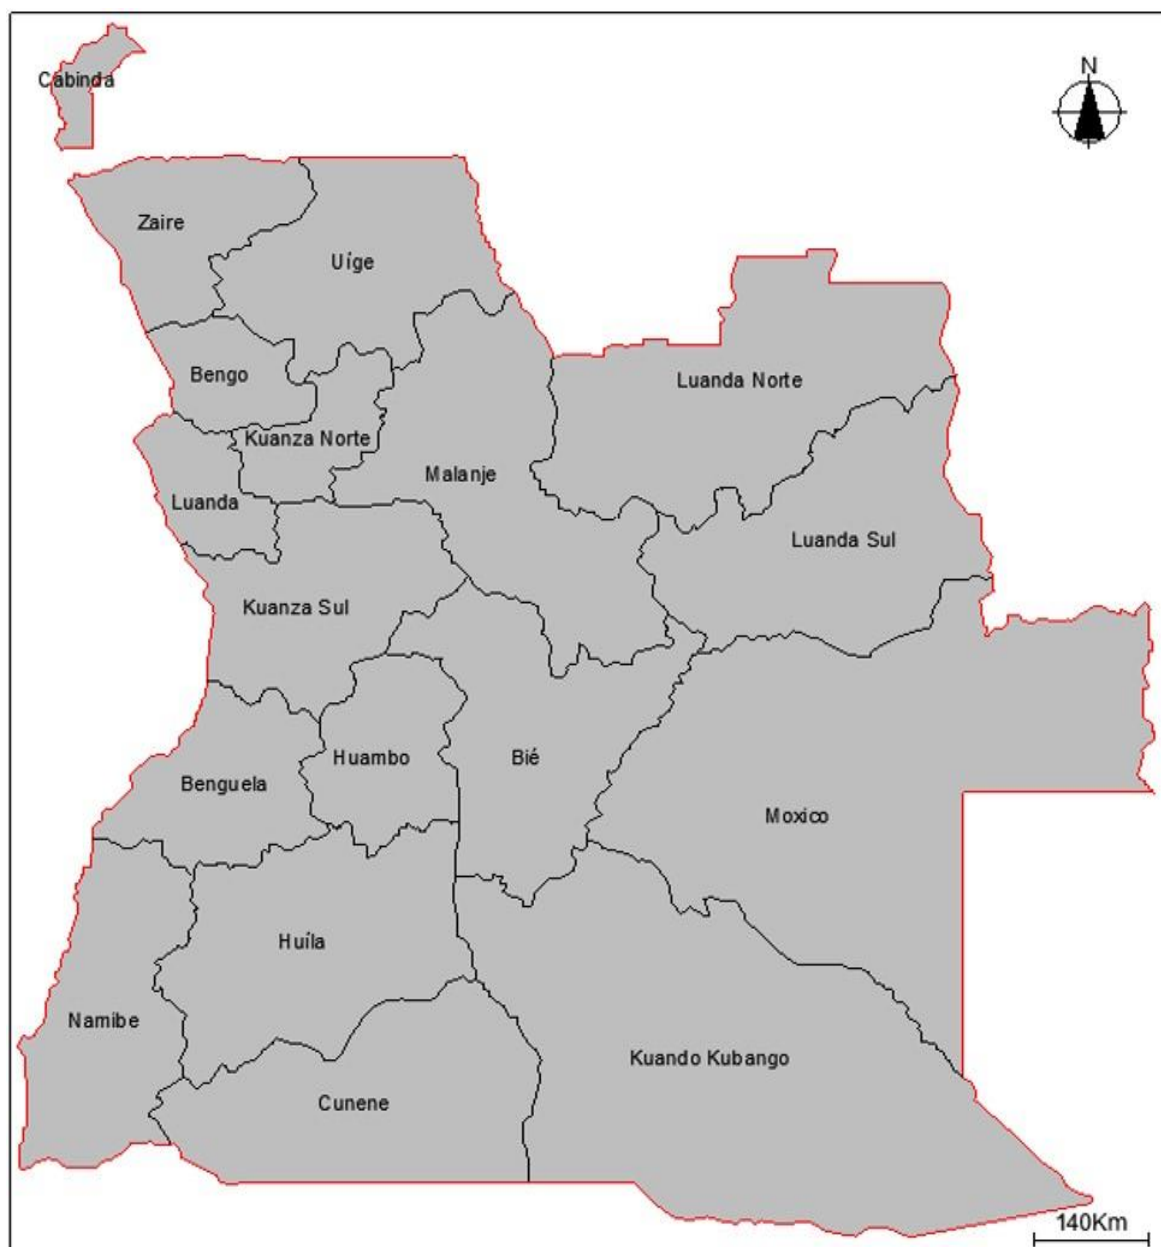 N
Cabinda
Zaire
Uíge
Bengo
Luanda Norte
Kuanza Norte
Malanje
Luanda
Luanda Sul
Kuanza Sul
Huambo
Bié
Benguela
Moxico
Huíla
Namibe
Kuando Kubango
Cunene
140Km